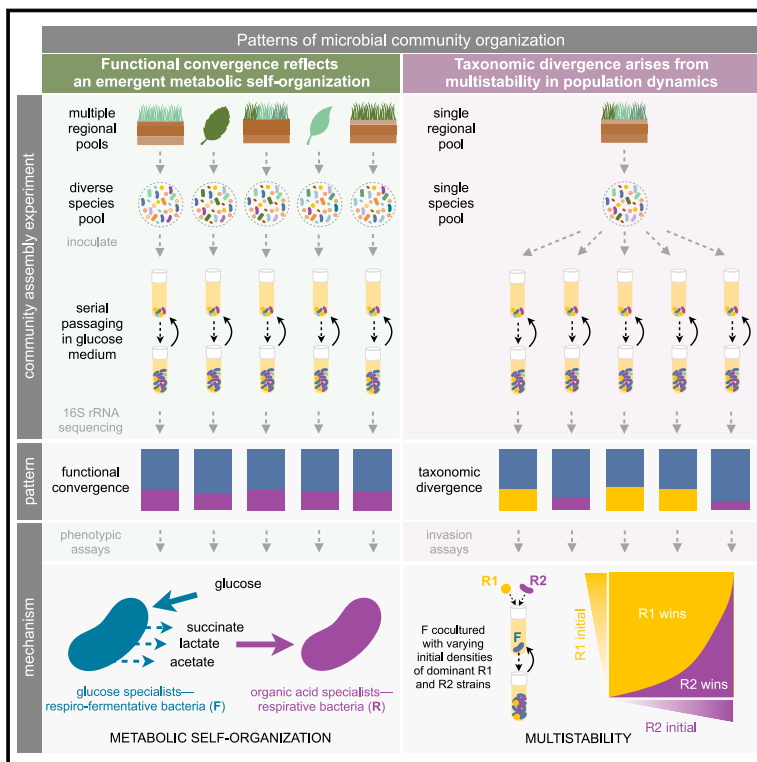 Patterns of microbial community organization
Functional convergence reflects
an emergent metabolic self-organization
Taxonomic divergence arises from
multistability in population dynamics
community assembly experiment
multiple
regional
pools
diverse
species
pool
inoculate
serial
passaging
in glucose
medium
16S rRNA
sequencing
single
regional
pool
single
species
pool
pattern
functional
convergence
taxonomic
divergence
mechanism
phenotypic
assays
glucose
succinate
lactate
acetate
glucose specialists—
respiro-fermentative bacteria (F)
organic acid specialists—
respirative bacteria (R)
METABOLIC SELF-ORGANIZATION
invasion
assays
R1
R2
F
F cocultured
with varying
initial densities
of dominant R1
and R2 strains
R1 initial
R1 wins
R2 wins
R2 initial
MULTISTABILITY